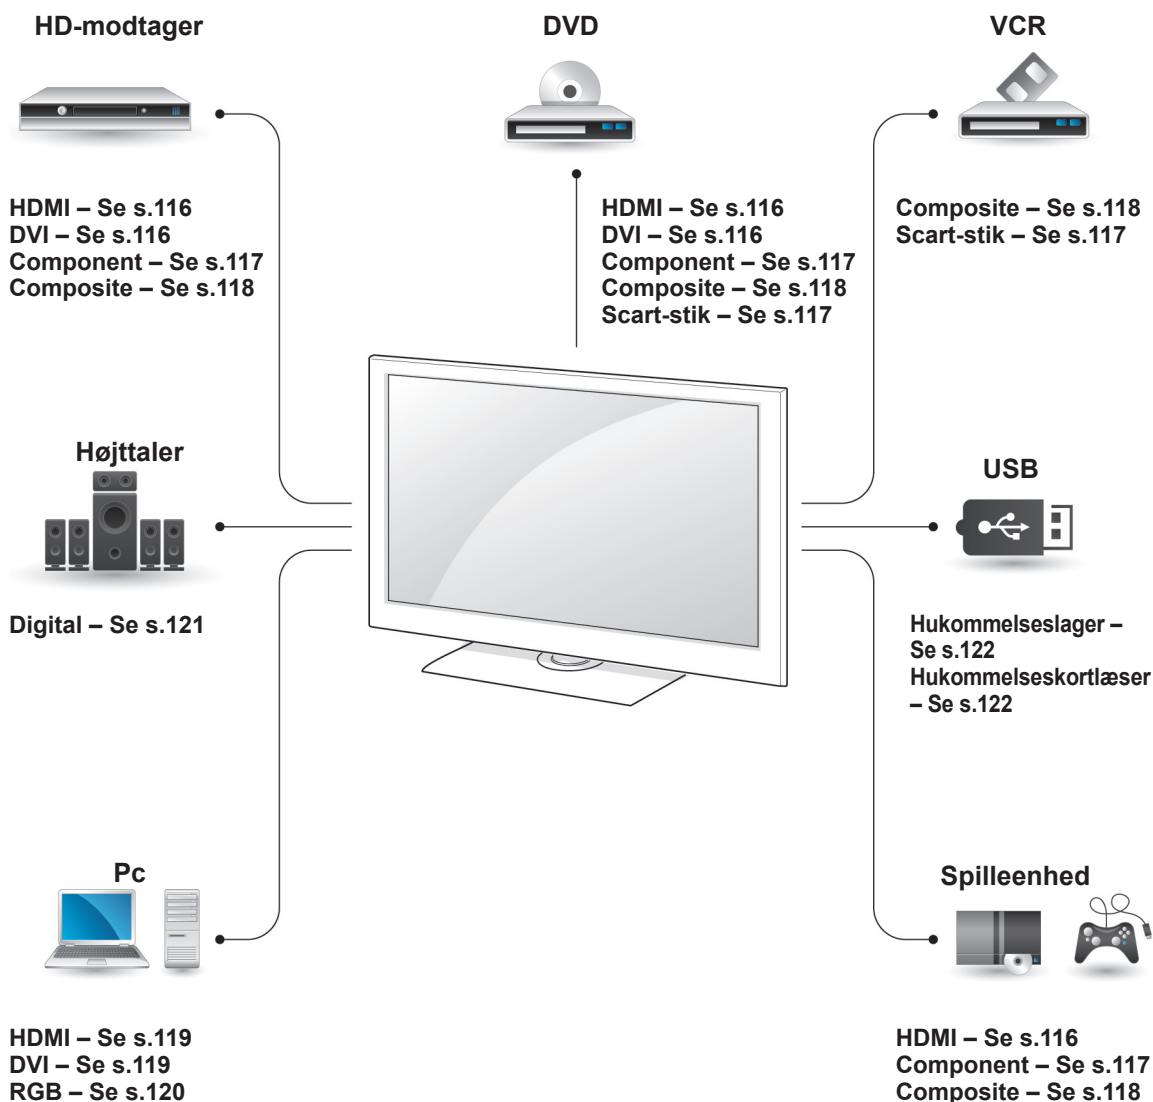 HD-modtager
HDMI – Se s.116
DVI – Se s.116
Component – Se s.117
Composite – Se s.118
DVD
HDMI – Se s.116
DVI – Se s.116
Component – Se s.117
Composite – Se s.118
Scart-stik – Se s.117
VCR
Composite – Se s.118
Scart-stik – Se s.117
Højttaler
Digital – Se s.121
USB
Hukommelseslager –
Se s.122
Hukommelseskortlæser
– Se s.122
Pc
HDMI – Se s.119
DVI – Se s.119
RGB – Se s.120
Spilleenhed
HDMI – Se s.116
Component – Se s.117
Composite – Se s.118